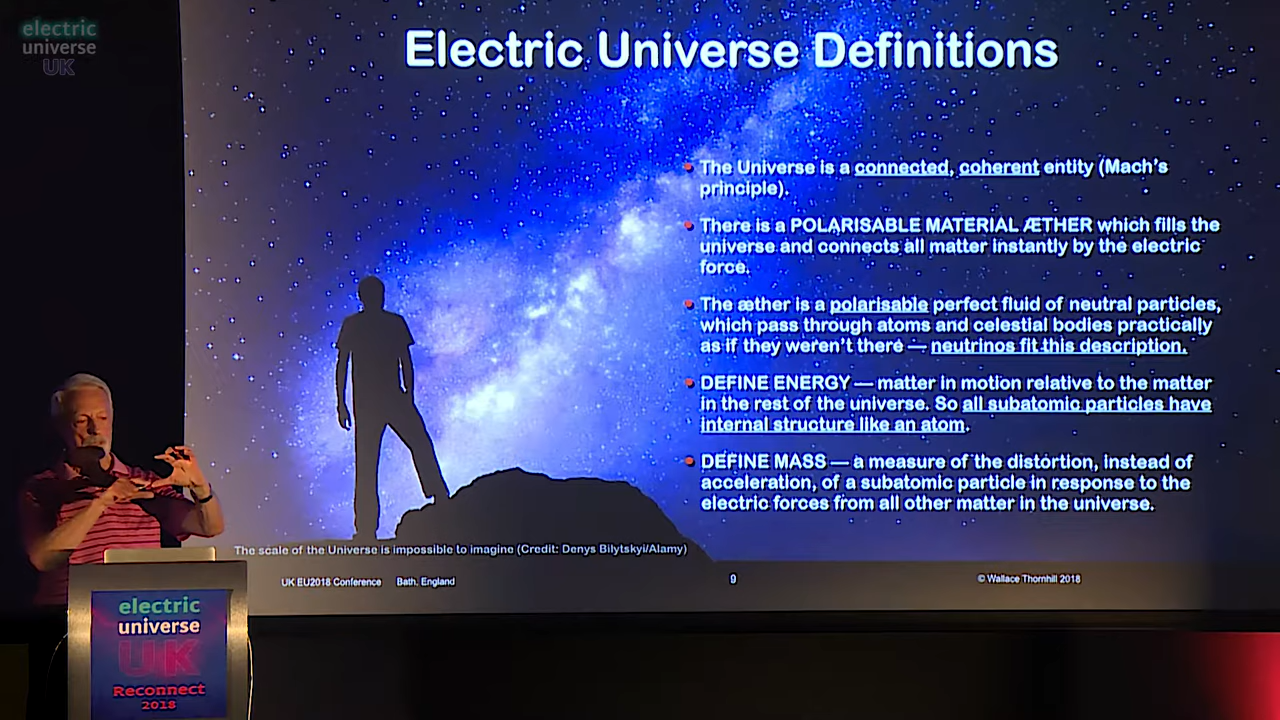 electric
universe
UK
Electric Universe Definitions
The Universe is a connected, coherent entity (Mach's
principle).
There is a POLARISABLE MATERIAL ÆTHER which fills the
universe and connects all matter instantly by the electric
force.
The æther is a polarisable perfect fluid of neutral particles,
which pass through atoms and celestial bodies practically
as if they weren't there — neutrinos fit this description.
DEFINE ENERGY — matter in motion relative to the matter
in the rest of the universe. So all subatomic particles have
internal structure like an atom.
DEFINE MASS — a measure of the distortion, instead of
acceleration, of a subatomic particle in response to the
electric forces from all other matter in the universe.
The scale of the Universe is impossible to imagine (Credit: Denys Bilytskyi/Alamy)
UK EU2018 Conference Bath, England 9 © Wallace Thornhill 2018
electric
universe
UK
Reconnect
2018